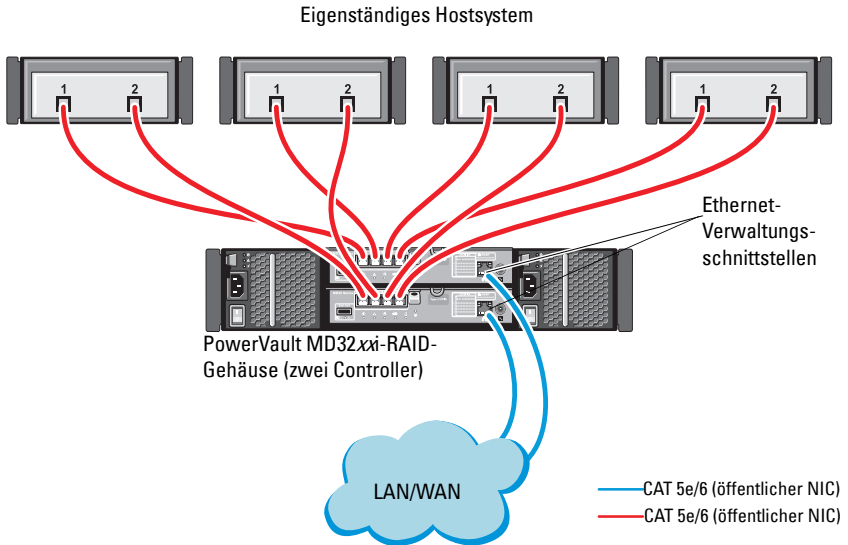 Eigenständiges Hostsystem
1 2 1 2 1 2 1 2
Ethernet-
Verwaltungs-
schnittstellen
PowerVault MD32xxi-RAID-
Gehäuse (zwei Controller)
LAN/WAN
CAT 5e/6 (öffentlicher NIC)
CAT 5e/6 (öffentlicher NIC)